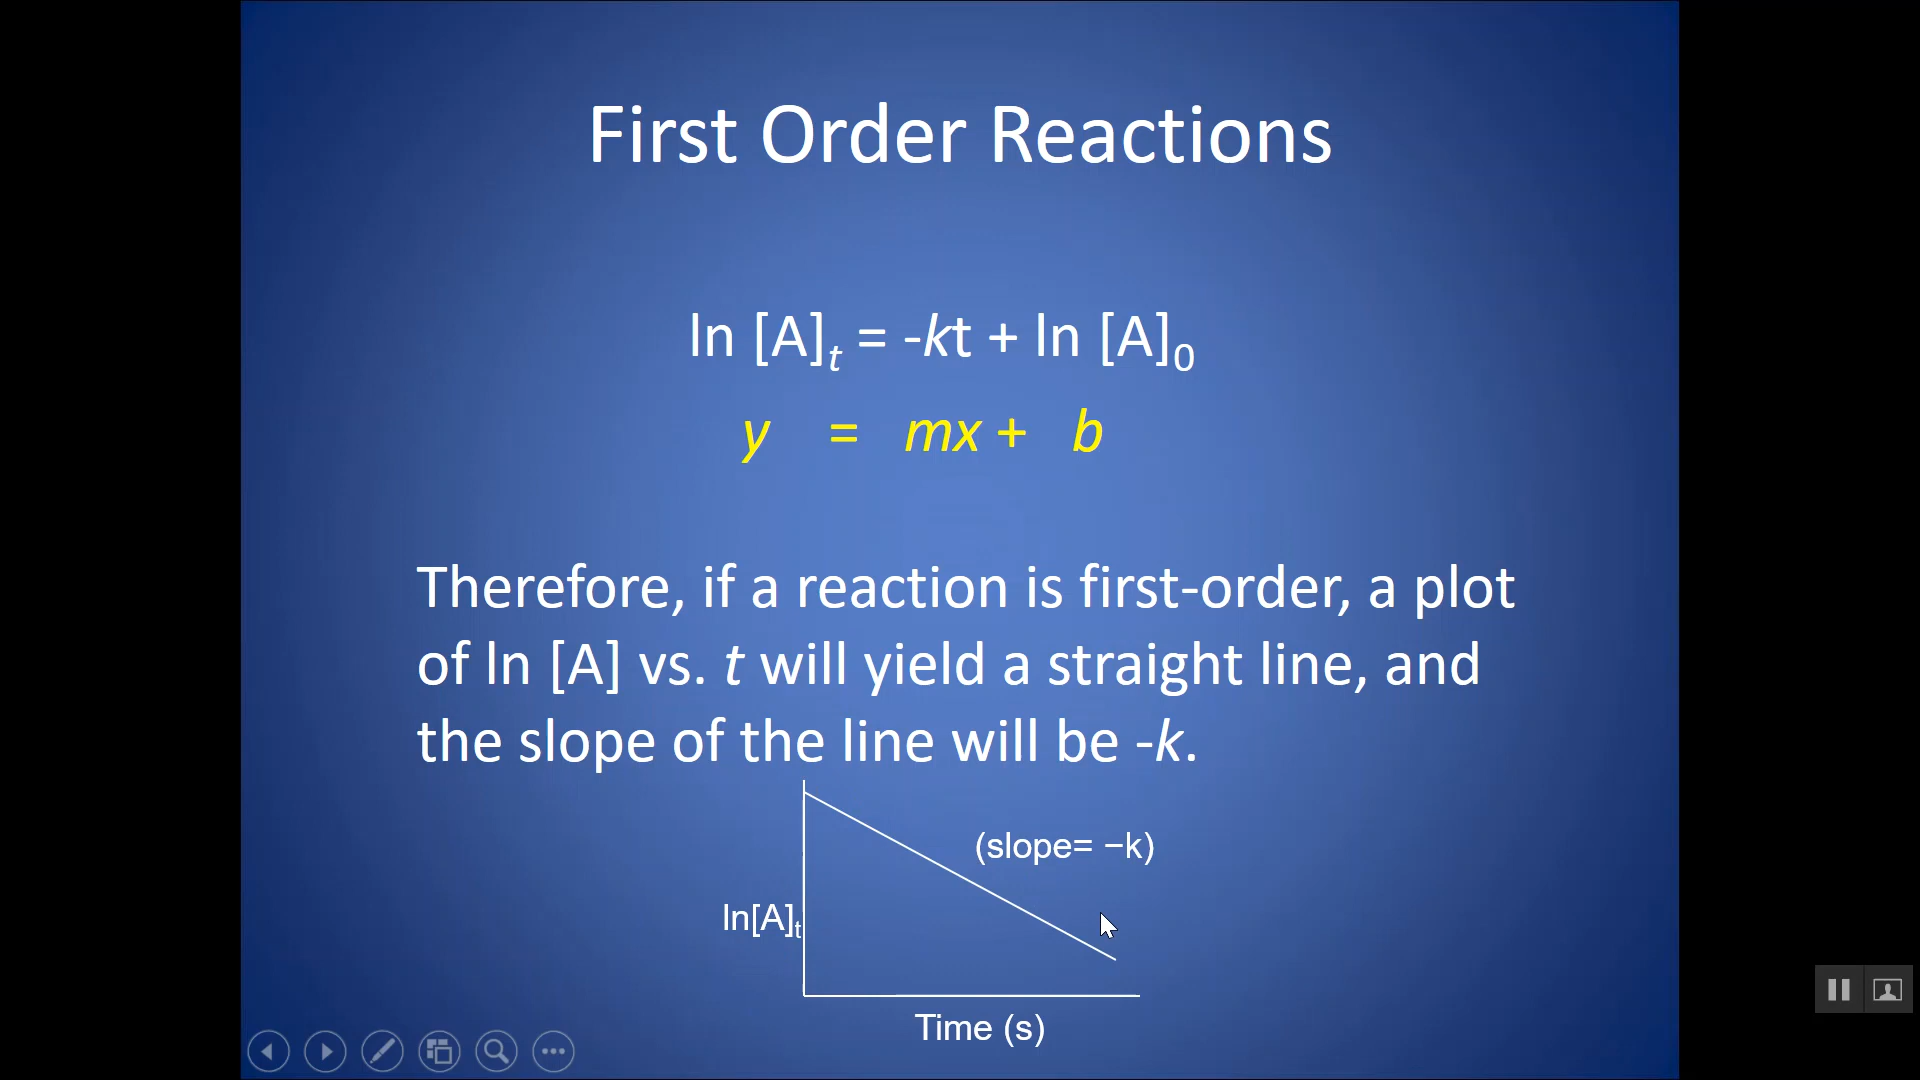 First Order Reactions
ln [A]t = -kt + ln [A]0
y = mx + b
Therefore, if a reaction is first-order, a plot
of ln [A] vs. t will yield a straight line, and
the slope of the line will be -k.
(slope= −k)
ln[A]t
Time (s)